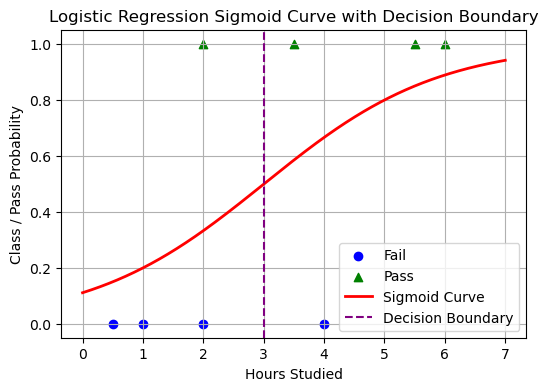 Logistic Regression Sigmoid Curve with Decision Boundary
Class / Pass Probability
1.0
0.8
0.6
0.4
0.2
0.0
Fail
Pass
Sigmoid Curve
Decision Boundary
0 1 2 3 4 5 6 7
Hours Studied